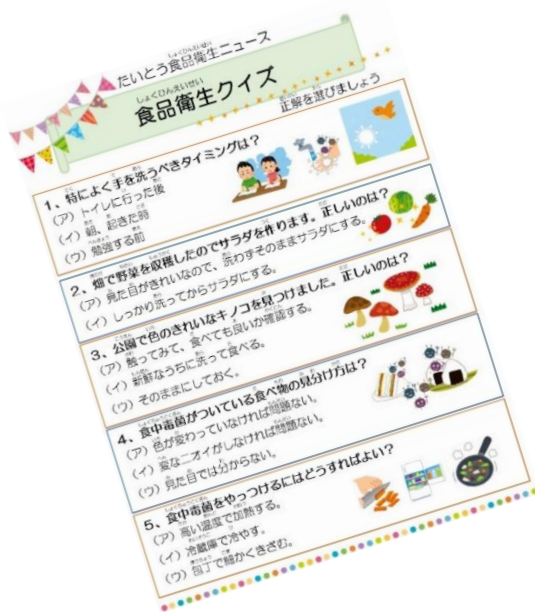 たいとう食品衛生ニュース
しょくひんえいせい
食品衛生クイズ
正解を選びましょう
1、特によく手を洗うべきタイミングは？
（ア）トイレに行った後
（イ）朝、起きた時
（ウ）勉強する前
2、畑で野菜を収穫したのでサラダを作ります。正しいのは？
（ア）見た目がきれいなので、洗わずそのままサラダにする。
（イ）しっかり洗ってからサラダにする。
3、公園で色のきれいなキノコを見つけました。正しいのは？
（ア）触ってみて、食べても良いか確認する。
（イ）新鮮なうちに洗って食べる。
（ウ）そのままにしておく。
4、食中毒菌がついている食べ物の見分け方は？
（ア）色が変わっていなければ問題ない。
（イ）変なニオイがしなければ問題ない。
（ウ）見た目では分からない。
5、食中毒菌をやっつけるにはどうすればよい？
（ア）高い温度で加熱する。
（イ）冷蔵庫で冷やす。
（ウ）包丁で細かくきざむ。